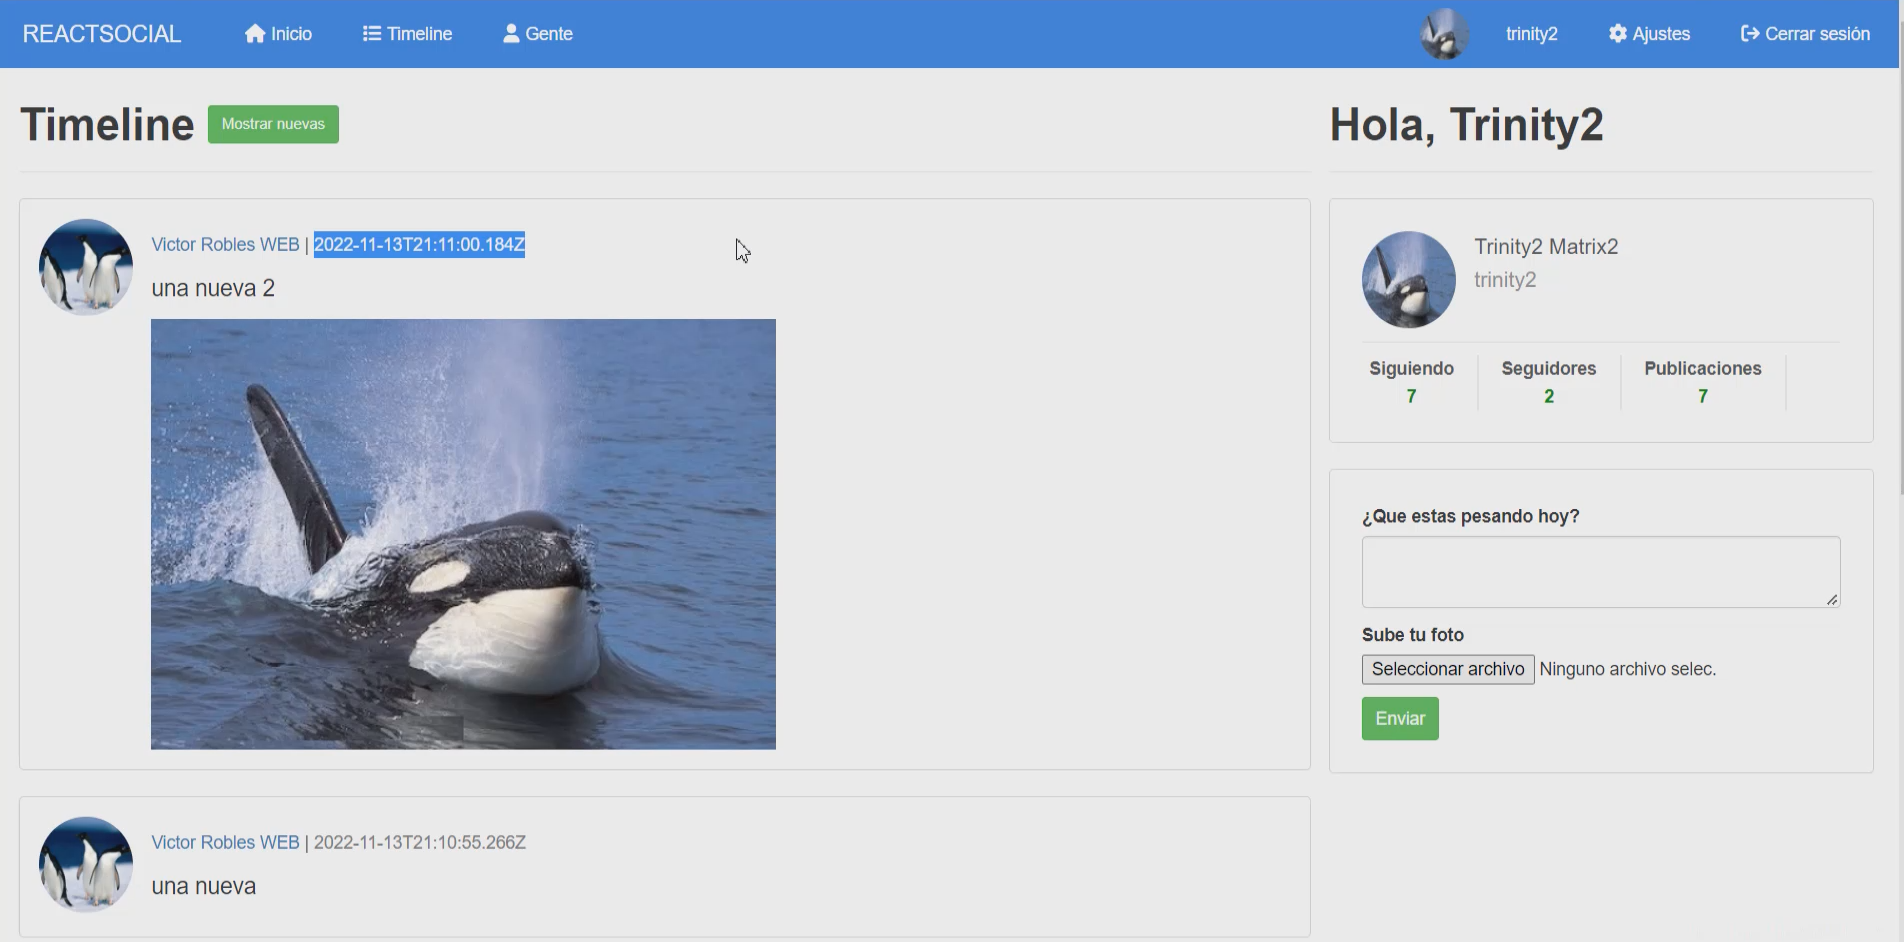 REACTSOCIAL Inicio Timeline Gente trinity2 Ajustes Cerrar sesión
Timeline Mostrar nuevas
Victor Robles WEB | 2022-11-13T21:11:00.184Z
una nueva 2
Victor Robles WEB | 2022-11-13T21:10:55.266Z
una nueva
Hola, Trinity2
Trinity2 Matrix2
trinity2
Siguiendo Seguidores Publicaciones
7 2 7
¿Que estas pesando hoy?
Sube tu foto
Seleccionar archivo Ninguno archivo selec.
Enviar